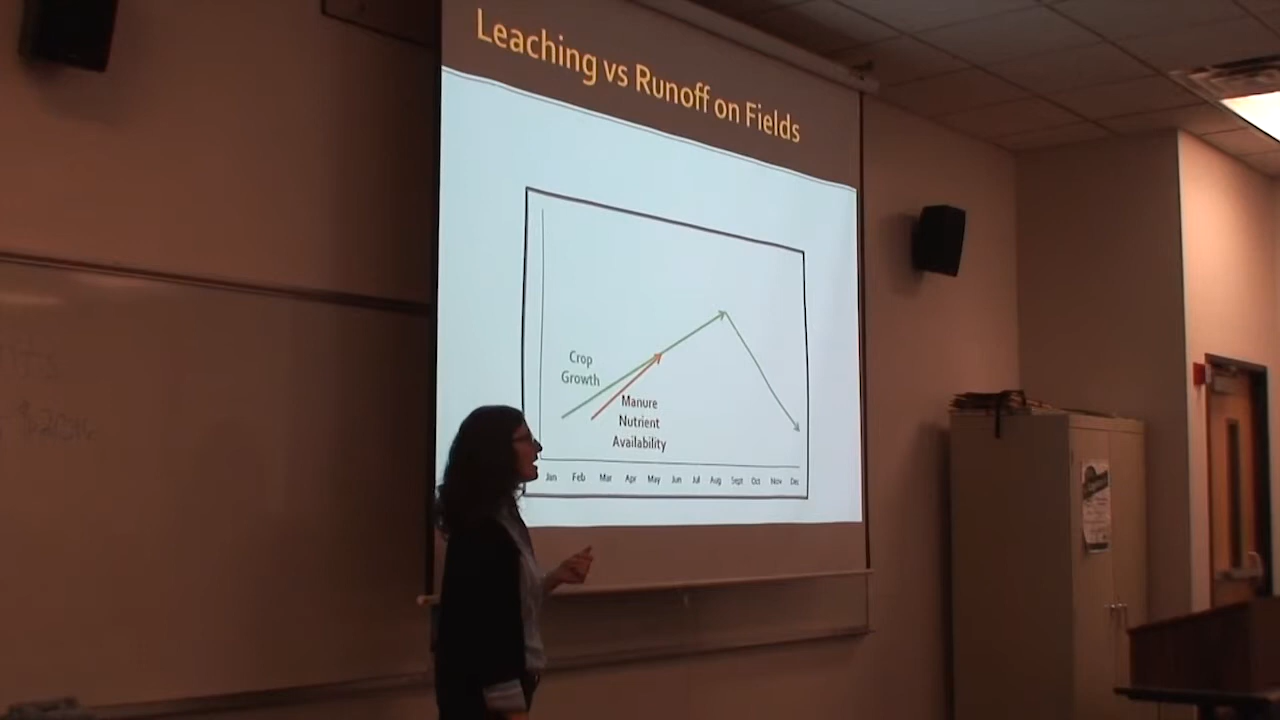 Leaching vs Runoff on Fields
Crop
Growth
Manure
Nutrient
Availability
Jan Feb Mar Apr May Jun Jul Aug Sept Oct Nov Dec